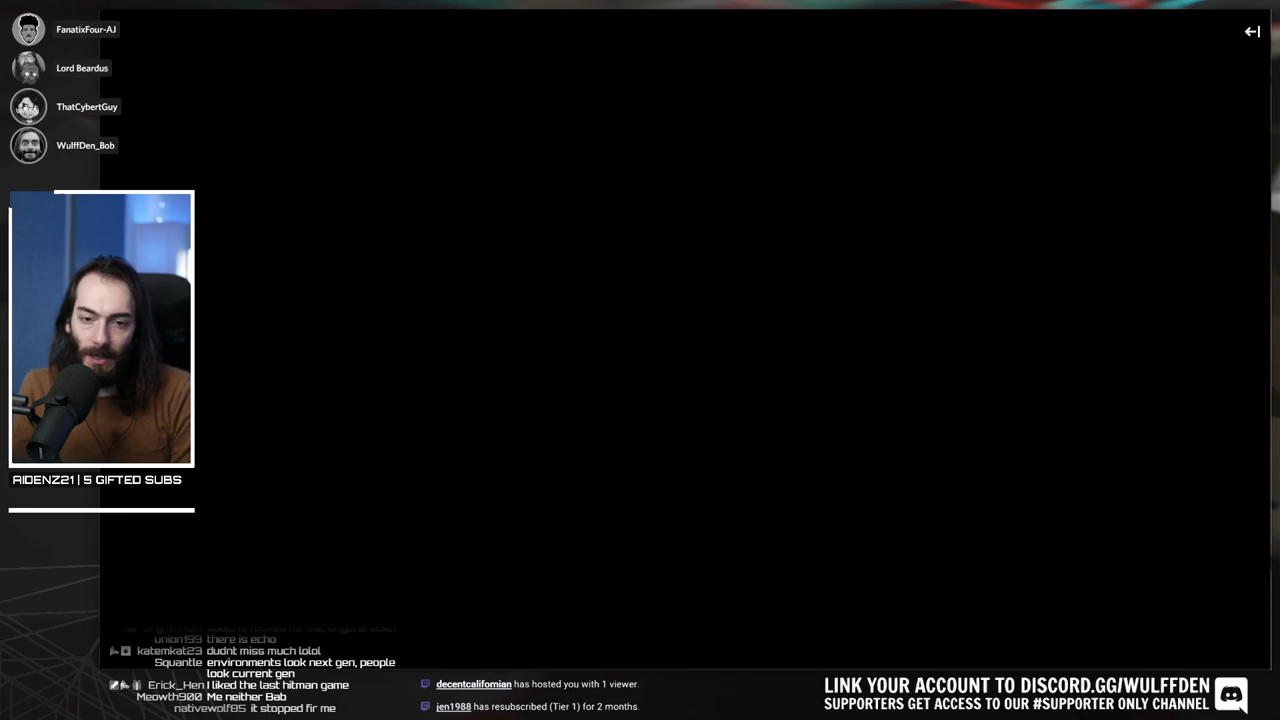 FanatixFour-AJ
Lord Beardus
ThatCybertGuy
WulffDen_Bob
AIDENZ21 | 5 GIFTED SUBS
union199 there is echo
katemkat23 dudnt miss much lolol
Squantle environments look next gen, people
look current gen
Erick_Hen I liked the last hitman game
Meowth900 Me neither Bab
nativewolf85 it stopped fir me
decentcalifornian has hosted you with 1 viewer.
jen1988 has resubscribed (Tier 1) for 2 months.
LINK YOUR ACCOUNT TO DISCORD.GG/WULFFDEN
SUPPORTERS GET ACCESS TO OUR #SUPPORTER ONLY CHANNEL